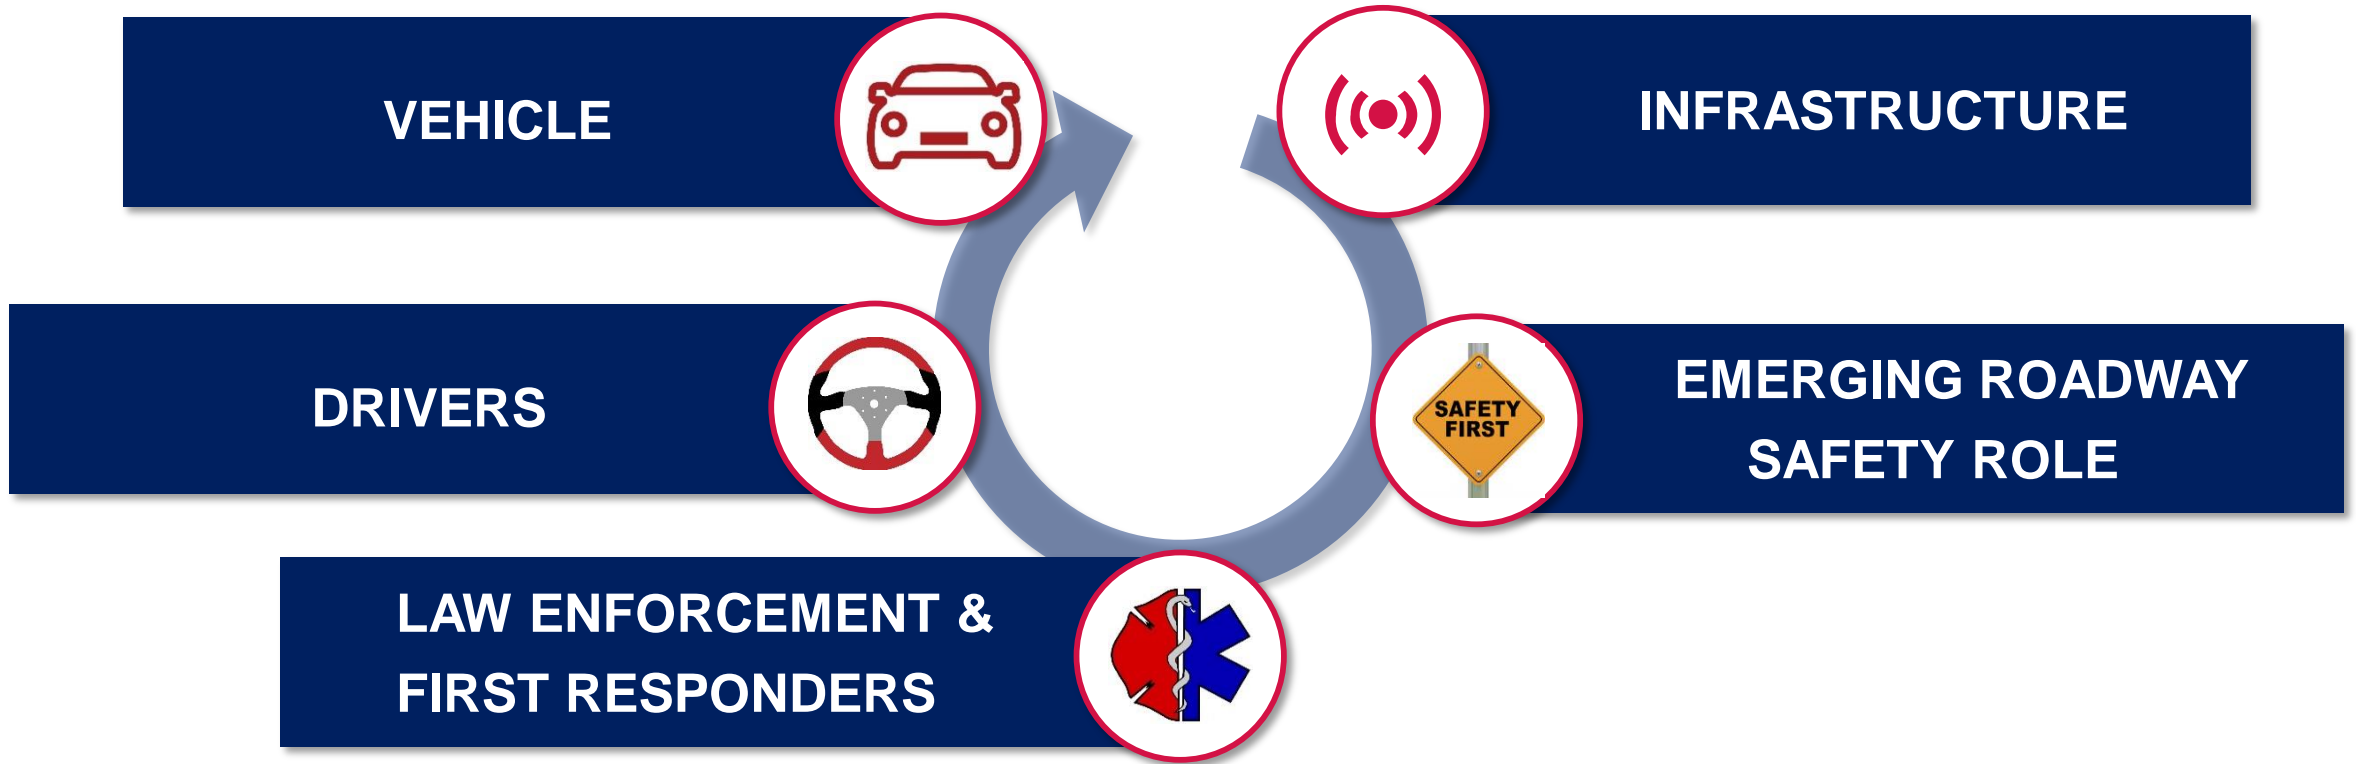 VEHICLE
INFRASTRUCTURE
DRIVERS
SAFETY
FIRST
EMERGING ROADWAY
SAFETY ROLE
LAW ENFORCEMENT &
FIRST RESPONDERS